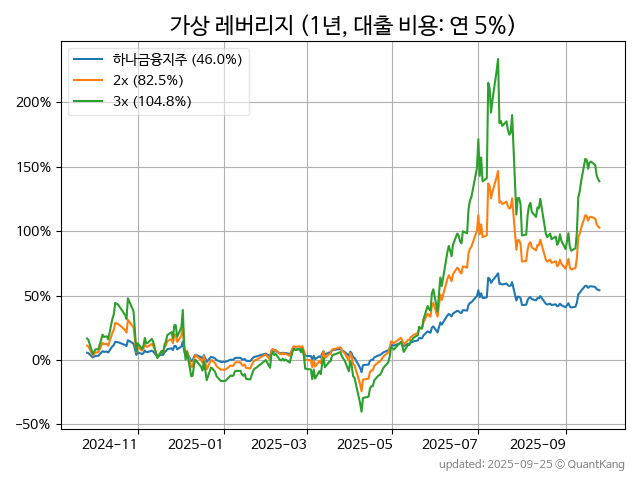 가상 레버리지 (1년, 대출 비용: 연 5%)
하나금융지주 (46.0%)
2x (82.5%)
3x (104.8%)
200%
150%
100%
50%
0%
−50%
2024-11 2025-01 2025-03 2025-05 2025-07 2025-09
updated: 2025-09-25 © QuantKang